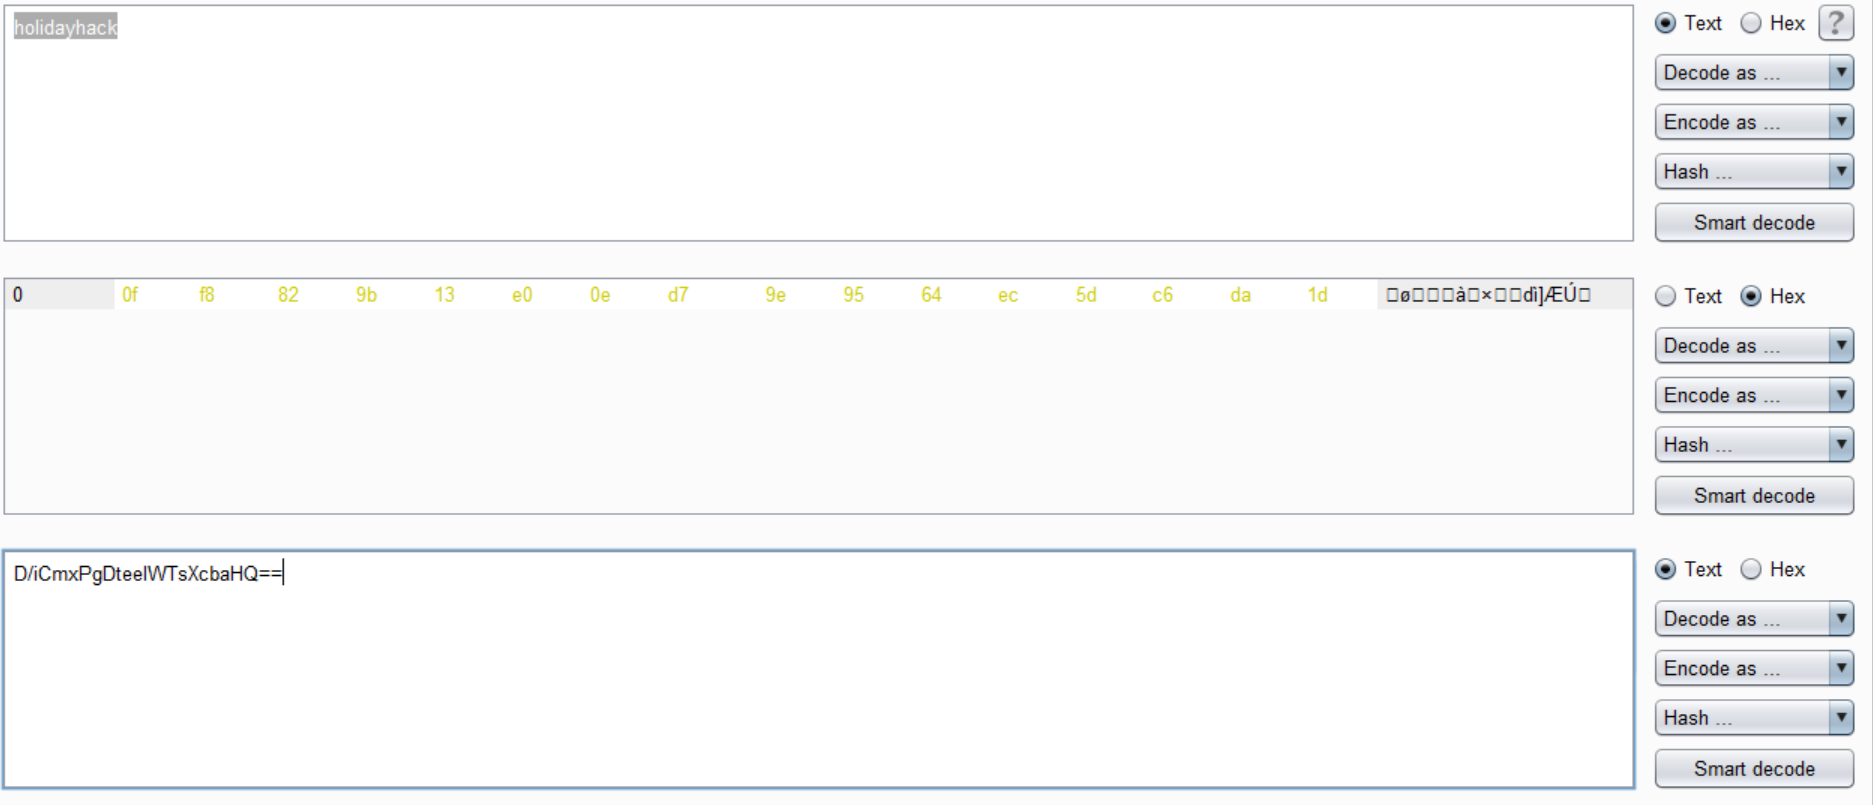 holidayhack
Text
Hex
?
Decode as ...
Encode as ...
Hash ...
Smart decode
0 0f f8 82 9b 13 e0 0e d7 9e 95 64 ec 5d c6 da 1d □ø□□□à□×□□dì]ÆÚ□
Text
Hex
Decode as ...
Encode as ...
Hash ...
Smart decode
D/iCmxPgDteelWTsXcbaHQ==
Text
Hex
Decode as ...
Encode as ...
Hash ...
Smart decode